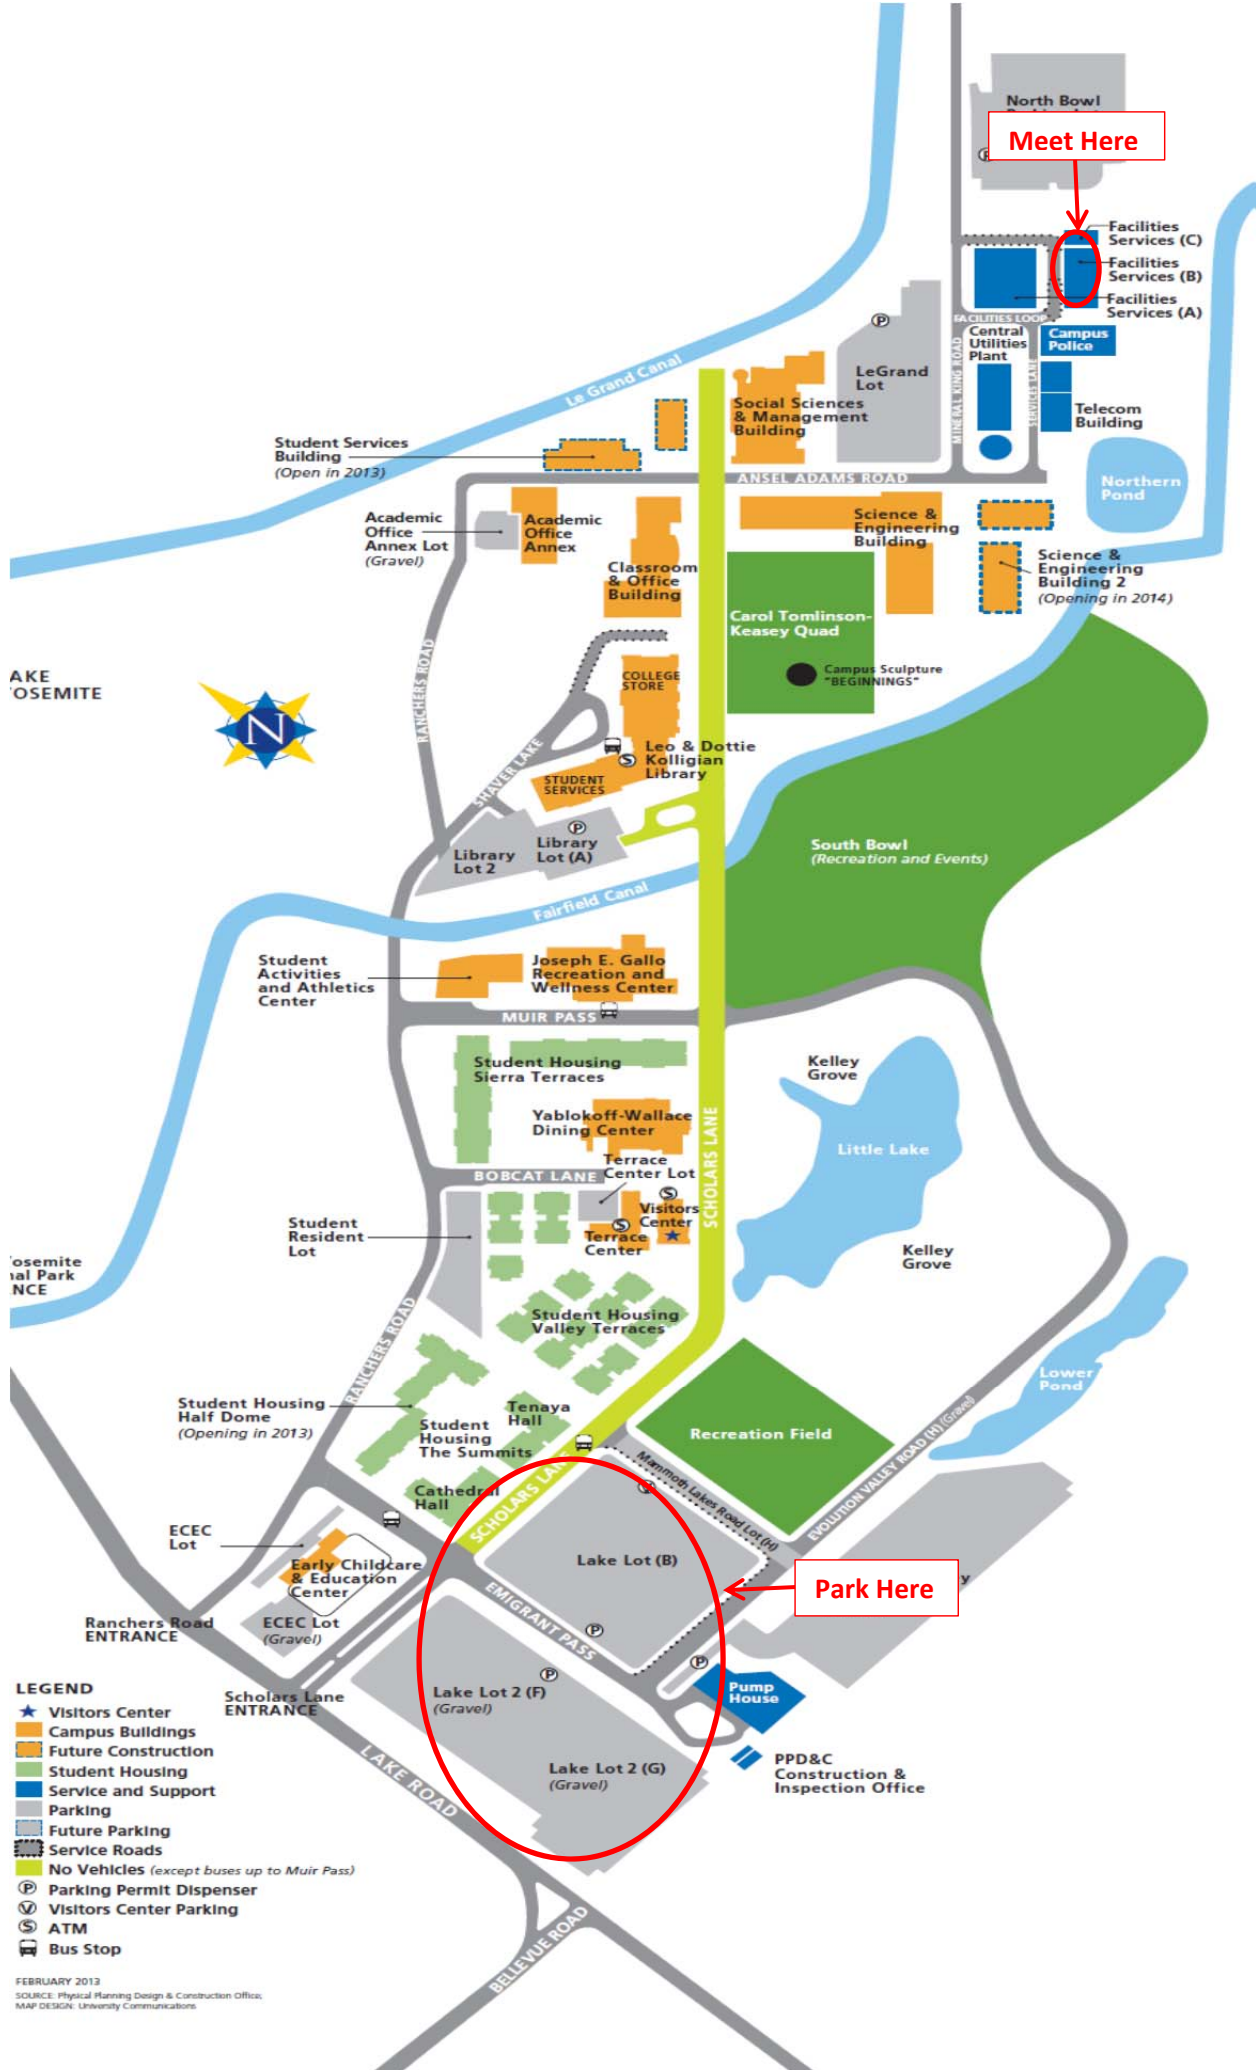 North Bowl
Meet Here
Facilities
Services (C)
Facilities
Services (B)
Facilities
Services (A)
FACILITIES LOOP
Central
Utilities
Plant
Campus
Police
MINERAL KING ROAD
SERVICES LANE
Telecom
Building
LeGrand
Lot
Le Grand Canal
Social Sciences
& Management
Building
Student Services
Building
(Open in 2013)
ANSEL ADAMS ROAD
Northern
Pond
Academic
Office
Annex Lot
(Gravel)
Academic
Office
Annex
Classroom
& Office
Building
Science &
Engineering
Building
Science &
Engineering
Building 2
(Opening in 2014)
Carol Tomlinson-
Keasey Quad
Campus Sculpture
"BEGINNINGS"
AKE
OSEMITE
N
RANCHERS ROAD
COLLEGE
STORE
SHAVER LAKE
Leo & Dottie
Kolligian
Library
STUDENT
SERVICES
Library
Lot (A)
Library
Lot 2
South Bowl
(Recreation and Events)
Fairfield Canal
Student
Activities
and Athletics
Center
Joseph E. Gallo
Recreation and
Wellness Center
MUIR PASS
Student Housing
Sierra Terraces
Kelley
Grove
Yablokoff-Wallace
Dining Center
SCHOLARS LANE
Little Lake
BOBCAT LANE
Terrace
Center Lot
Visitors
Center
Terrace
Center
Student
Resident
Lot
Kelley
Grove
osemite
nal Park
NCE
Student Housing
Valley Terraces
RANCHERS ROAD
Lower
Pond
Student Housing
Half Dome
(Opening in 2013)
Tenaya
Hall
Student
Housing
The Summits
Recreation Field
Mammoth Lakes Road Lot (H)
EVOLUTION VALLEY ROAD (H) (Gravel)
Cathedral
Hall
SCHOLARS LANE
ECEC
Lot
Early Childcare
& Education
Center
Lake Lot (B)
Park Here
y
EMIGRANT PASS
Ranchers Road
ENTRANCE
ECEC Lot
(Gravel)
Scholars Lane
ENTRANCE
Lake Lot 2 (F)
(Gravel)
Pump
House
Lake Lot 2 (G)
(Gravel)
PPD&C
Construction &
Inspection Office
LAKE ROAD
BELLEVUE ROAD
LEGEND
Visitors Center
Campus Buildings
Future Construction
Student Housing
Service and Support
Parking
Future Parking
Service Roads
No Vehicles (except buses up to Muir Pass)
P Parking Permit Dispenser
V Visitors Center Parking
S ATM
Bus Stop
FEBRUARY 2013
SOURCE: Physical Planning Design & Construction Office;
MAP DESIGN: University Communications